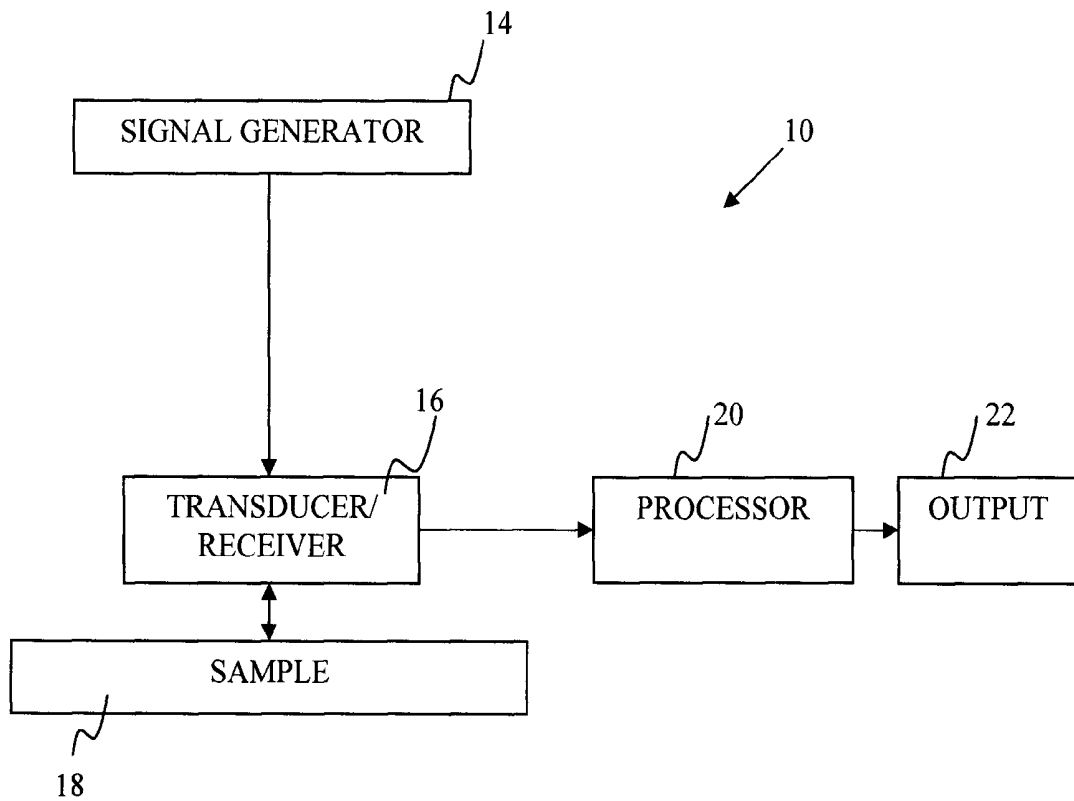 14
SIGNAL GENERATOR
10
16
20
22
TRANSDUCER/
RECEIVER
PROCESSOR
OUTPUT
SAMPLE
18